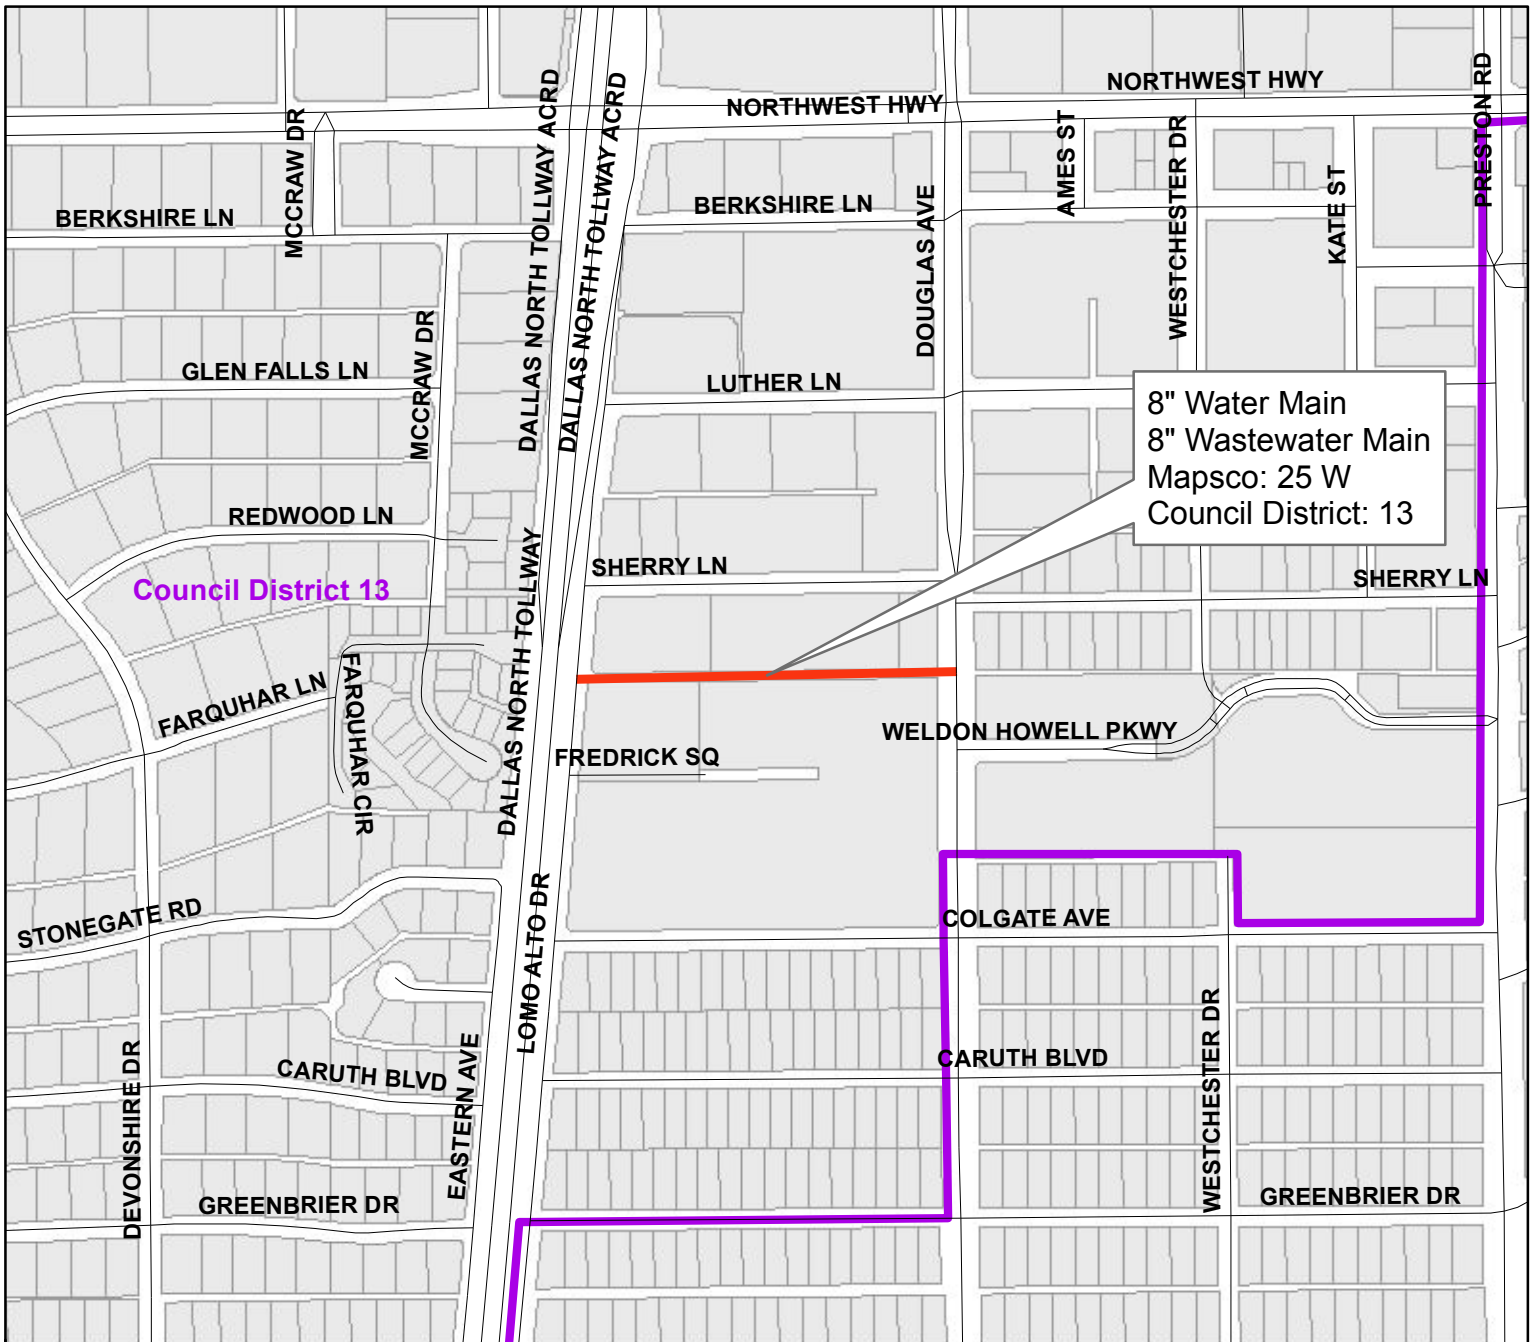 NORTHWEST HWY
NORTHWEST HWY
PRESTON RD
MCCRAW DR
DALLAS NORTH TOLLWAY ACRD
DALLAS NORTH TOLLWAY ACRD
AMES ST
WESTCHESTER DR
KATE ST
BERKSHIRE LN
BERKSHIRE LN
DOUGLAS AVE
MCCRAW DR
GLEN FALLS LN
LUTHER LN
8" Water Main
8" Wastewater Main
Mapsco: 25 W
Council District: 13
REDWOOD LN
SHERRY LN
SHERRY LN
Council District 13
DALLAS NORTH TOLLWAY
FARQUHAR LN
FARQUHAR CIR
WELDON HOWELL PKWY
FREDRICK SQ
STONEGATE RD
LOMO ALTO DR
COLGATE AVE
DEVONSHIRE DR
CARUTH BLVD
EASTERN AVE
CARUTH BLVD
WESTCHESTER DR
GREENBRIER DR
GREENBRIER DR